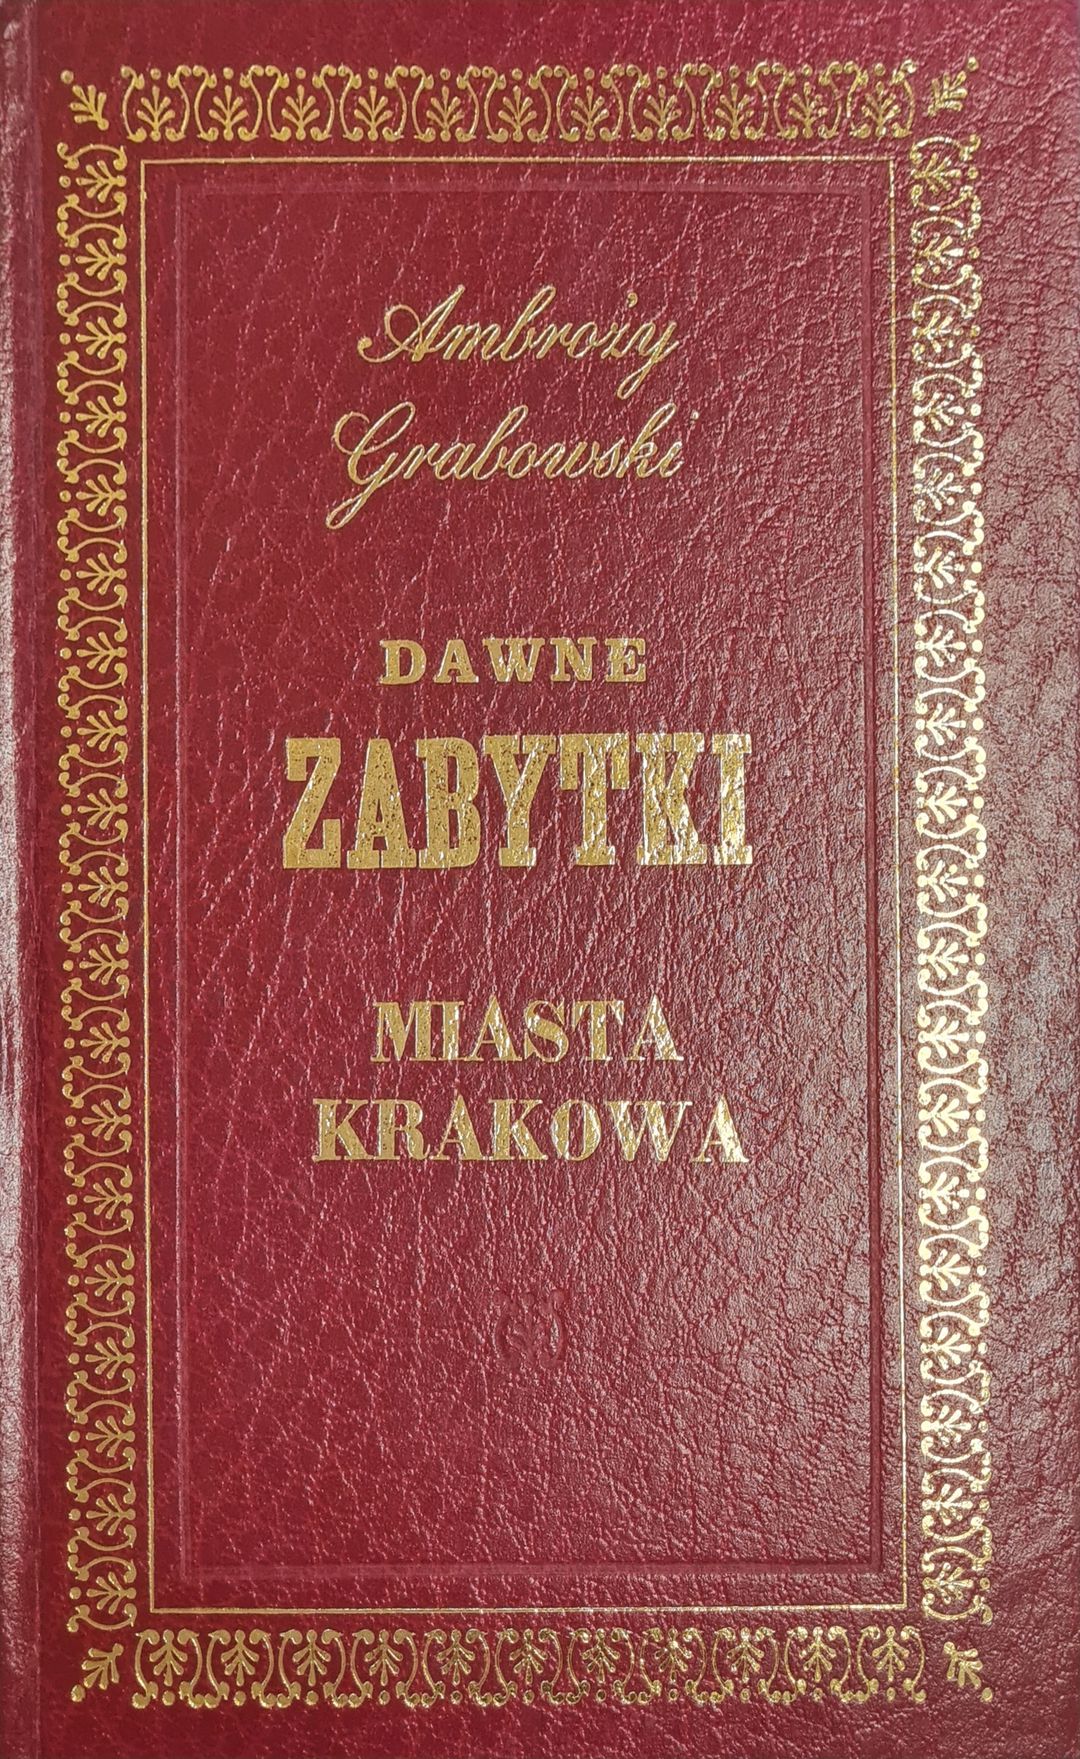 Ambroży
Grabowski
DAWNE
ZABYTKI
MIASTA
KRAKOWA